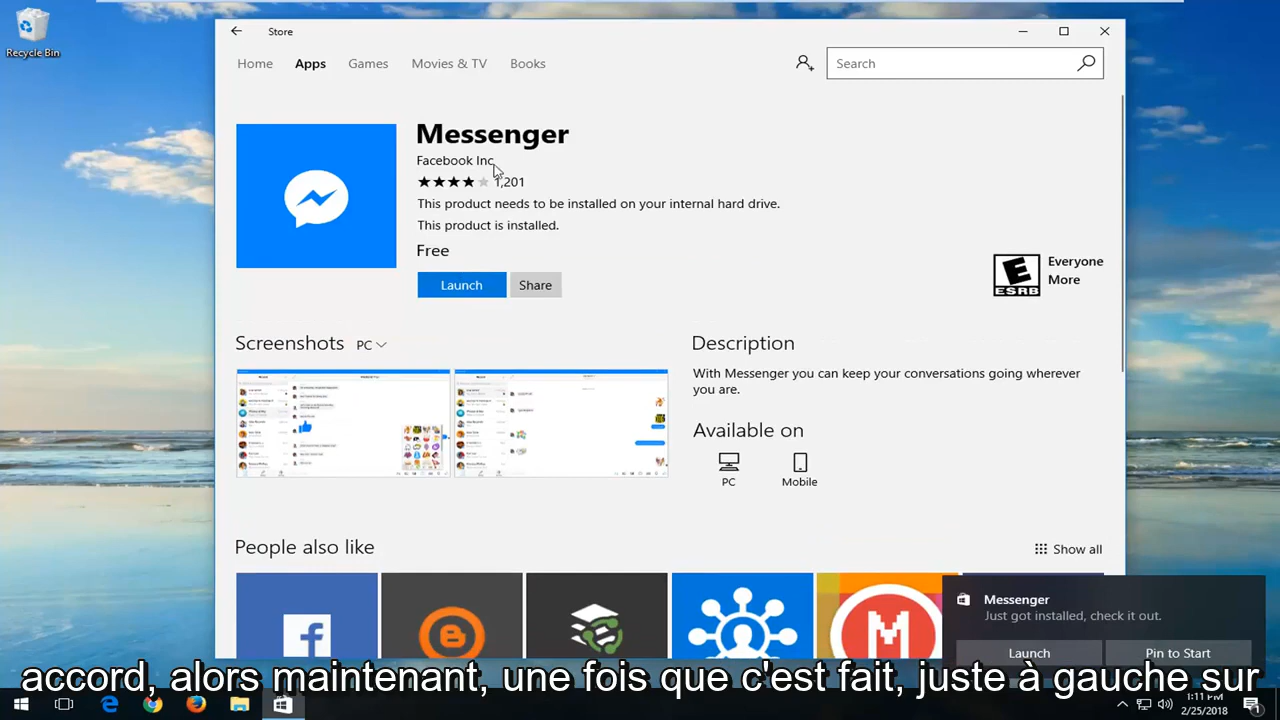 Recycle Bin
Store
Home Apps Games Movies & TV Books
Search
Messenger
Facebook Inc.
1,201
This product needs to be installed on your internal hard drive.
This product is installed.
Free
Launch Share
E
ESRB
Everyone
More
Screenshots PC
Description
With Messenger you can keep your conversations going wherever
you are.
Available on
PC Mobile
People also like
Show all
Messenger
Just got installed, check it out.
Launch Pin to Start
accord, alors maintenant, une fois que c'est fait, juste à gauche sur
1:11 PM
2/25/2018